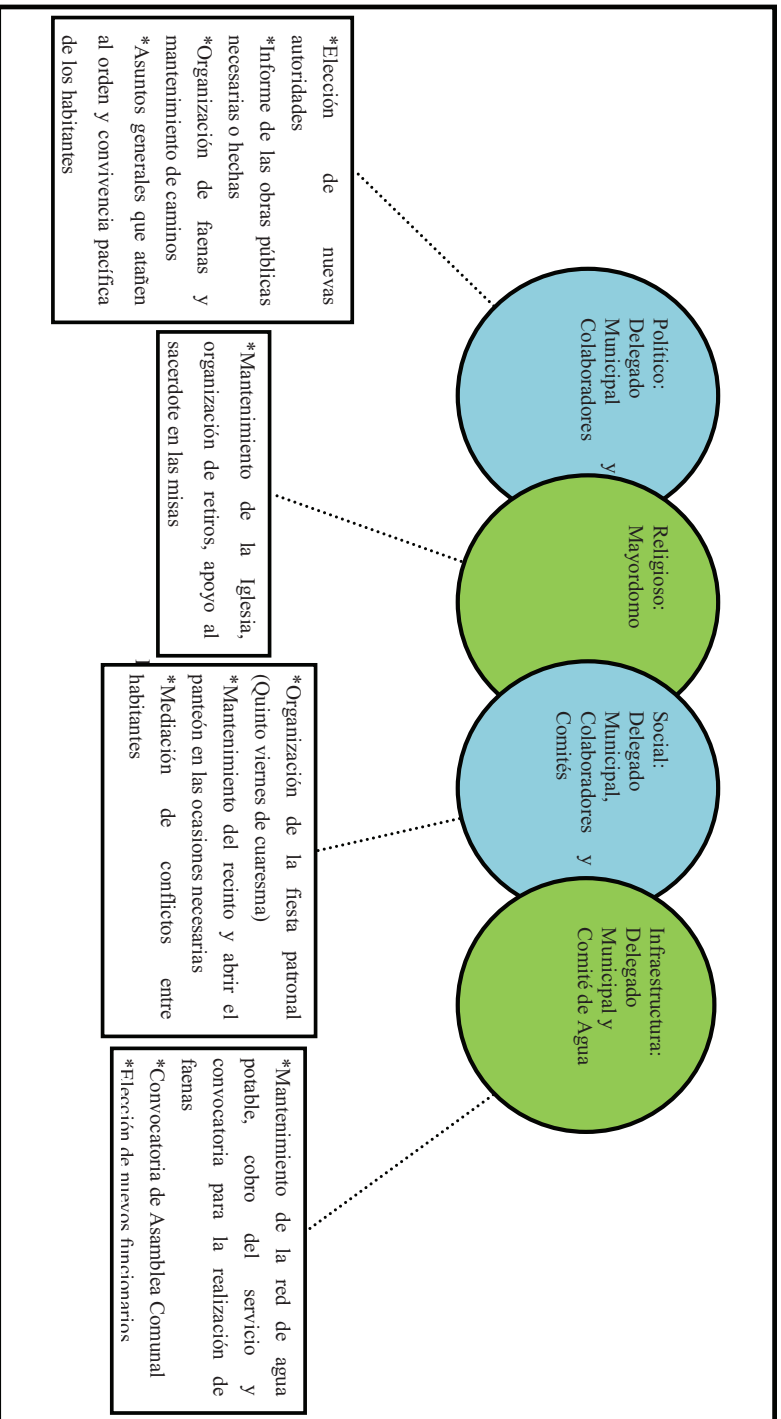 Político:
Delegado
Municipal y
Colaboradores
Religioso:
Mayordomo
Social:
Delegado
Municipal,
Colaboradores y
Comités
Infraestructura:
Delegado
Municipal y
Comité de Agua
*Elección de nuevas
autoridades
*Informe de las obras públicas
necesarias o hechas
*Organización de faenas y
mantenimiento de caminos
*Asuntos generales que atañen
al orden y convivencia pacífica
de los habitantes
*Mantenimiento de la Iglesia,
organización de retiros, apoyo al
sacerdote en las misas
*Organización de la fiesta patronal
(Quinto viernes de cuaresma)
*Mantenimiento del recinto y abrir el
panteón en las ocasiones necesarias
*Mediación de conflictos entre
habitantes
*Mantenimiento de la red de agua
potable, cobro del servicio y
convocatoria para la realización de
faenas
*Convocatoria de Asamblea Comunal
*Elección de nuevos funcionarios